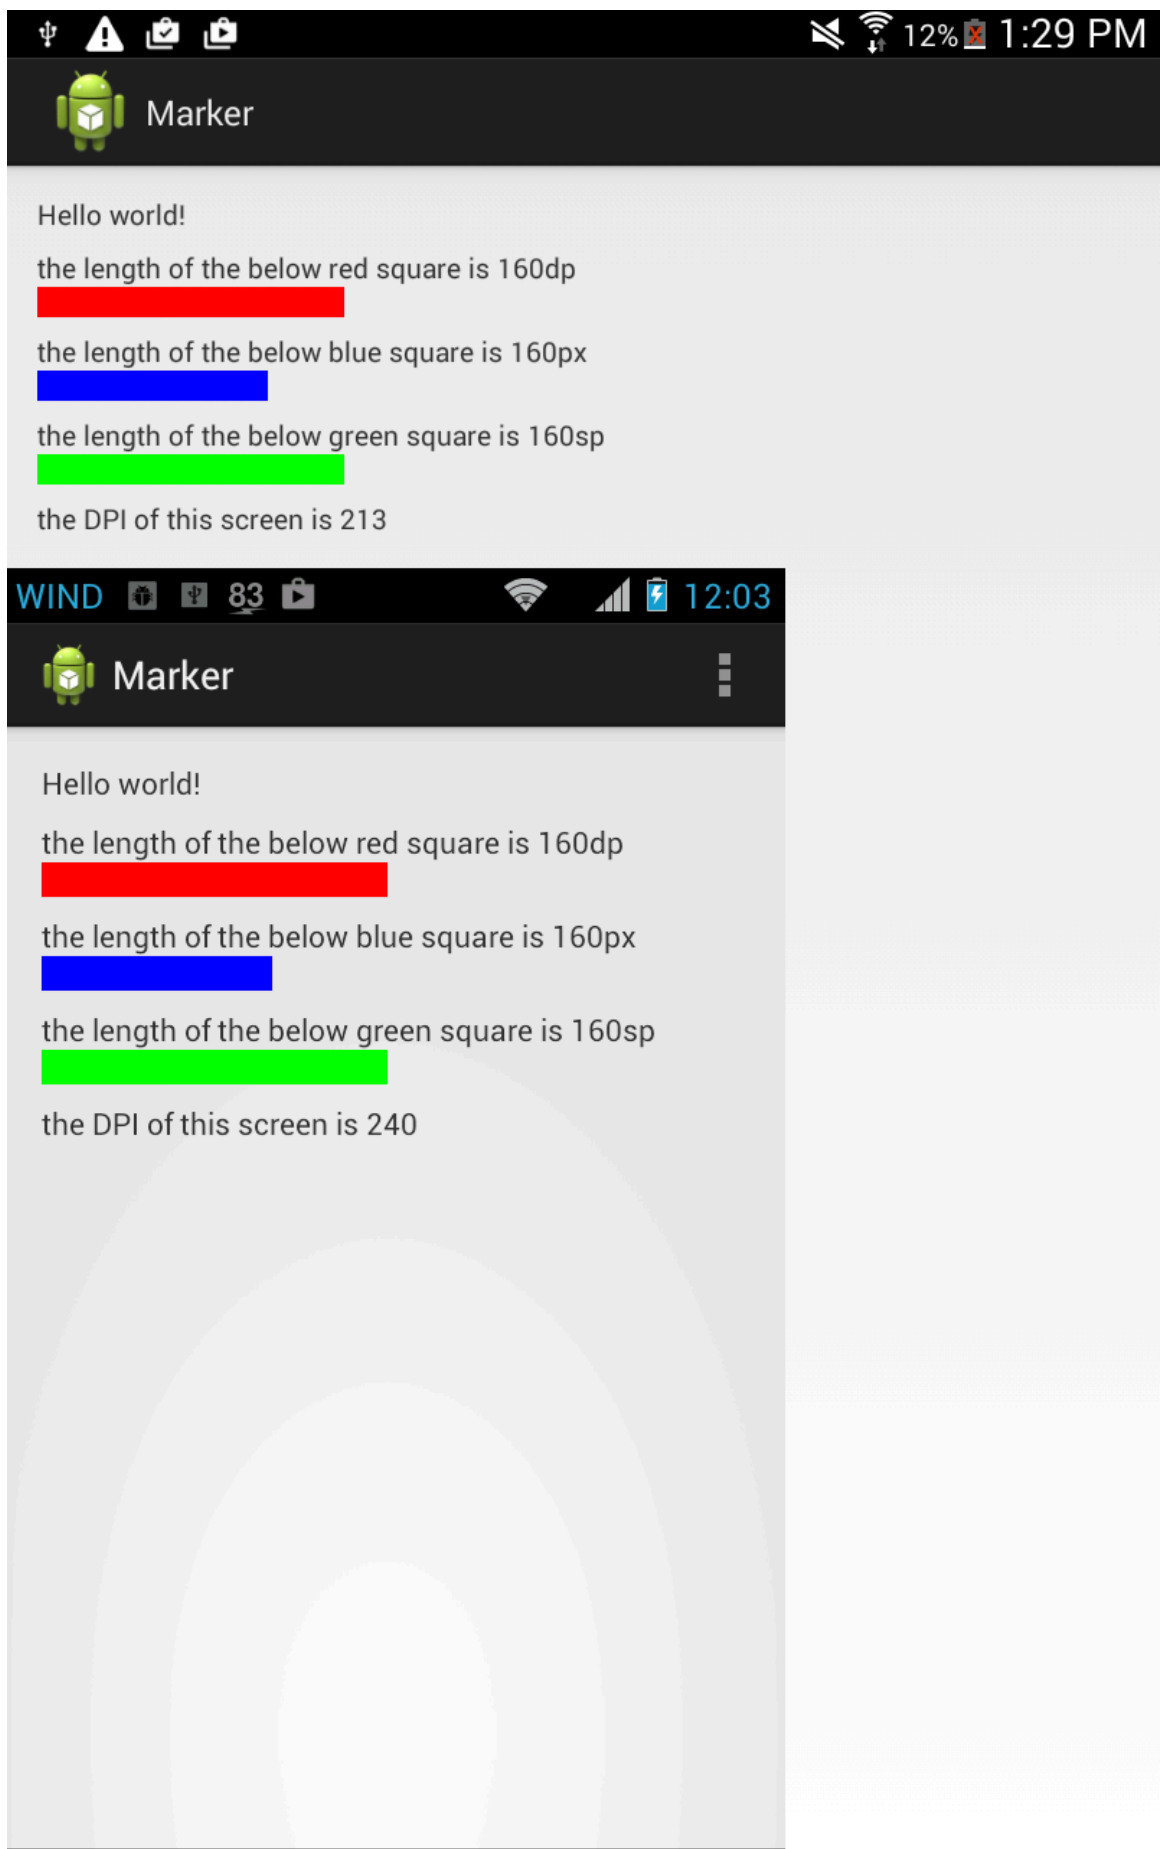 12% 1:29 PM
Marker
Hello world!
the length of the below red square is 160dp
the length of the below blue square is 160px
the length of the below green square is 160sp
the DPI of this screen is 213
WIND 83 12:03
Marker
Hello world!
the length of the below red square is 160dp
the length of the below blue square is 160px
the length of the below green square is 160sp
the DPI of this screen is 240